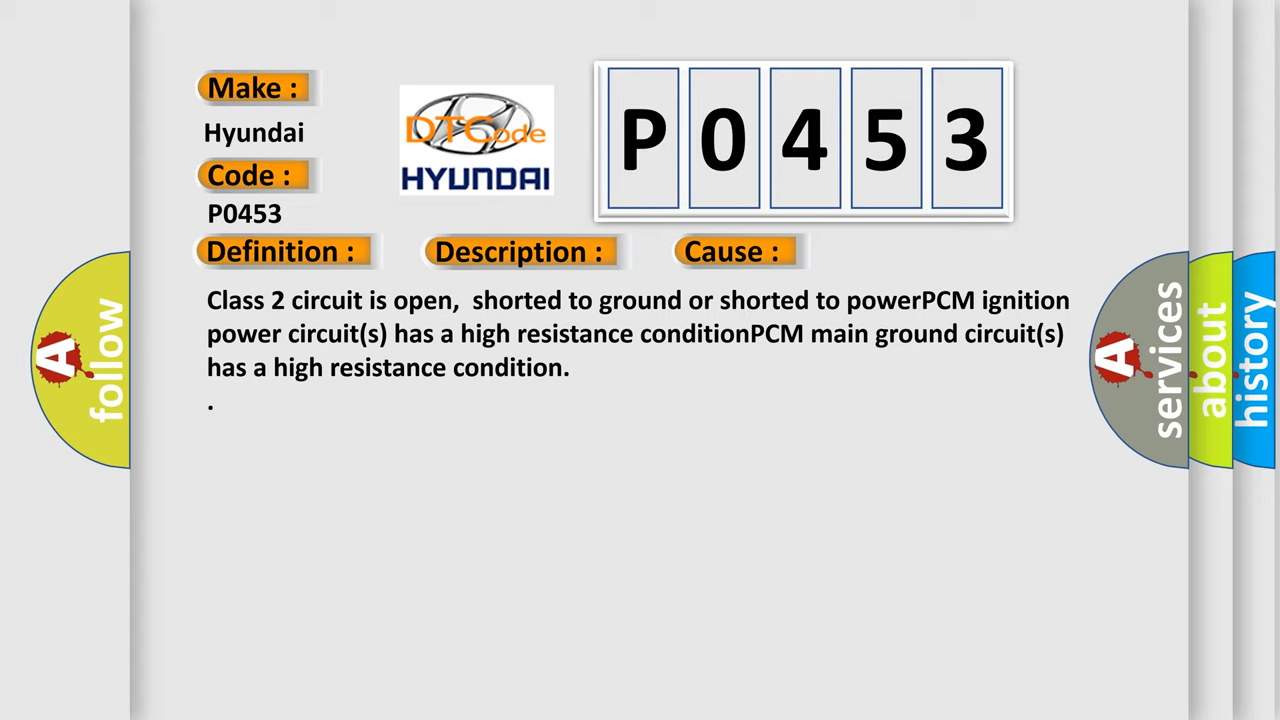 Make :
Hyundai
Code :
P0453
DTCode
HYUNDAI
P0453
Definition :
Description :
Cause :
Class 2 circuit is open,  shorted to ground or shorted to powerPCM ignition
power circuit(s) has a high resistance conditionPCM main ground circuit(s)
has a high resistance condition.
.
A
follow
A
services
about
history